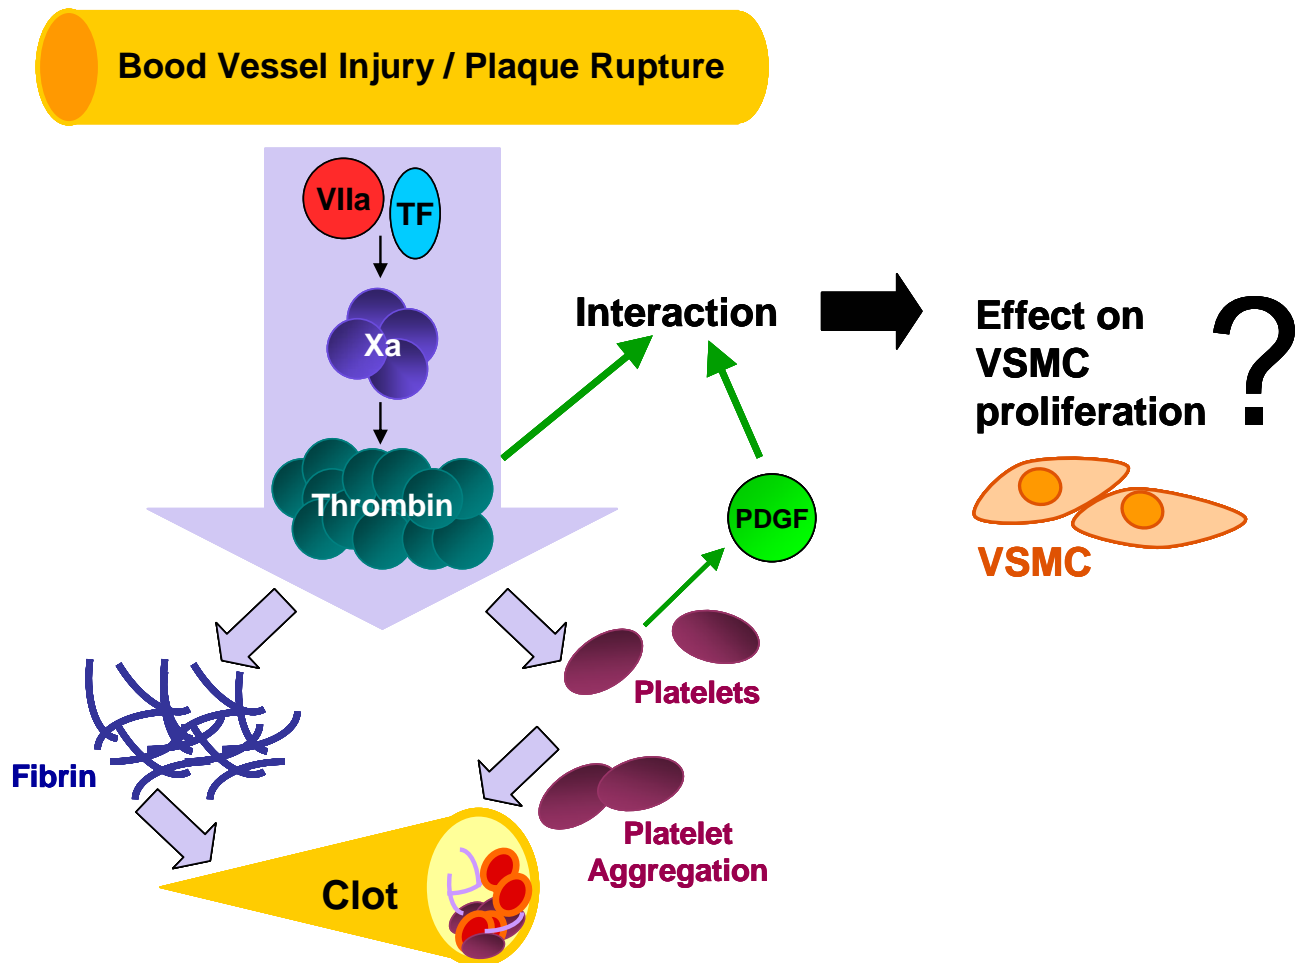 Bood Vessel Injury / Plaque Rupture
VIIa
TF
Xa
Thrombin
Interaction
Effect on
VSMC
proliferation
?
PDGF
VSMC
Platelets
Fibrin
Platelet
Aggregation
Clot